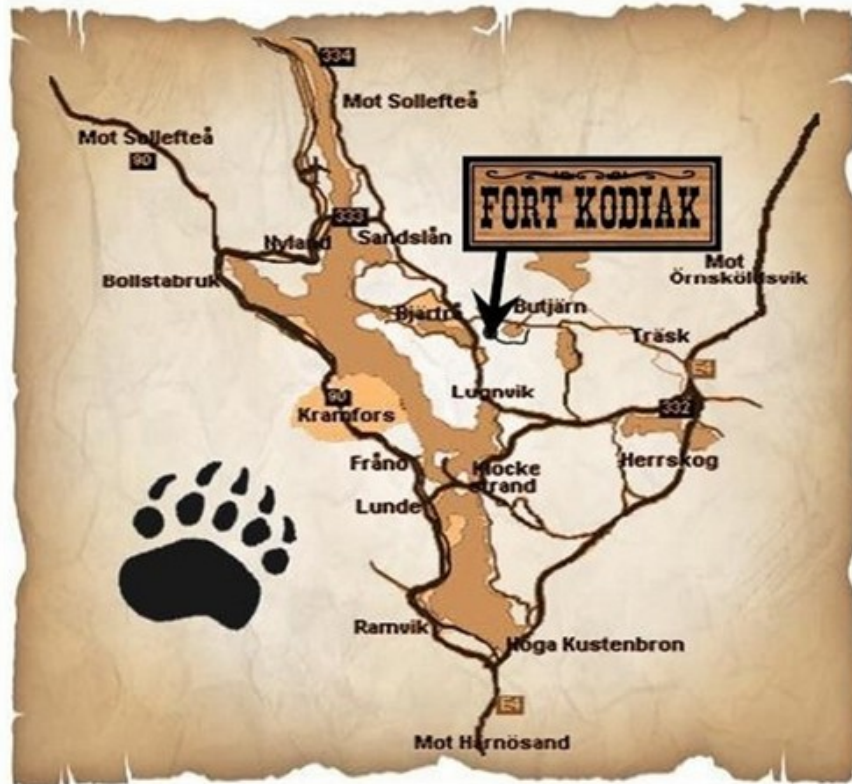 334
Mot Sollefteå
Mot Sollefteå
90
FORT KODIAK
333
Nyland
Sandslån
Mot
Örnsköldsvik
Bollstabruk
Bjärtrå
Butjärn
Träsk
E4
Lugnvik
90
Kramfors
332
Fråno
Klocke
strand
Herrskog
Lunde
Ramvik
Höga Kustenbron
E4
Mot Härnösand